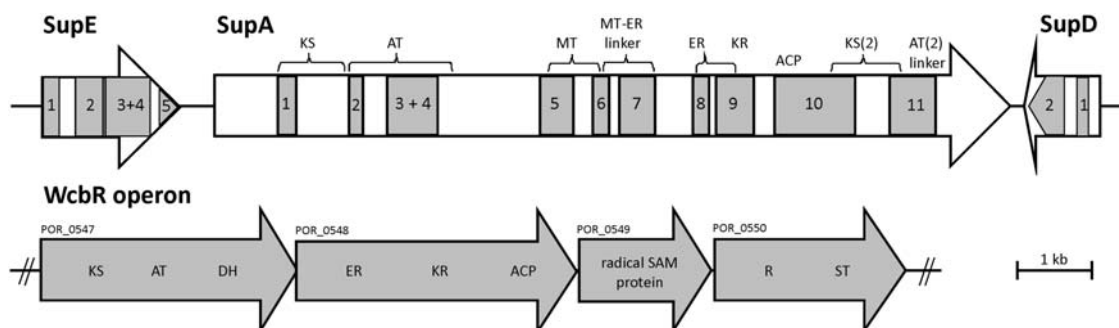 SupE SupA SupD
KS AT MT MT-ER linker ER KR ACP KS(2) AT(2) linker
1 2 3+4 5 1 2 3 + 4 5 6 7 8 9 10 11 2 1
WcbR operon
POR_0547 POR_0548 POR_0549 POR_0550
KS AT DH ER KR ACP radical SAM protein R ST
1 kb